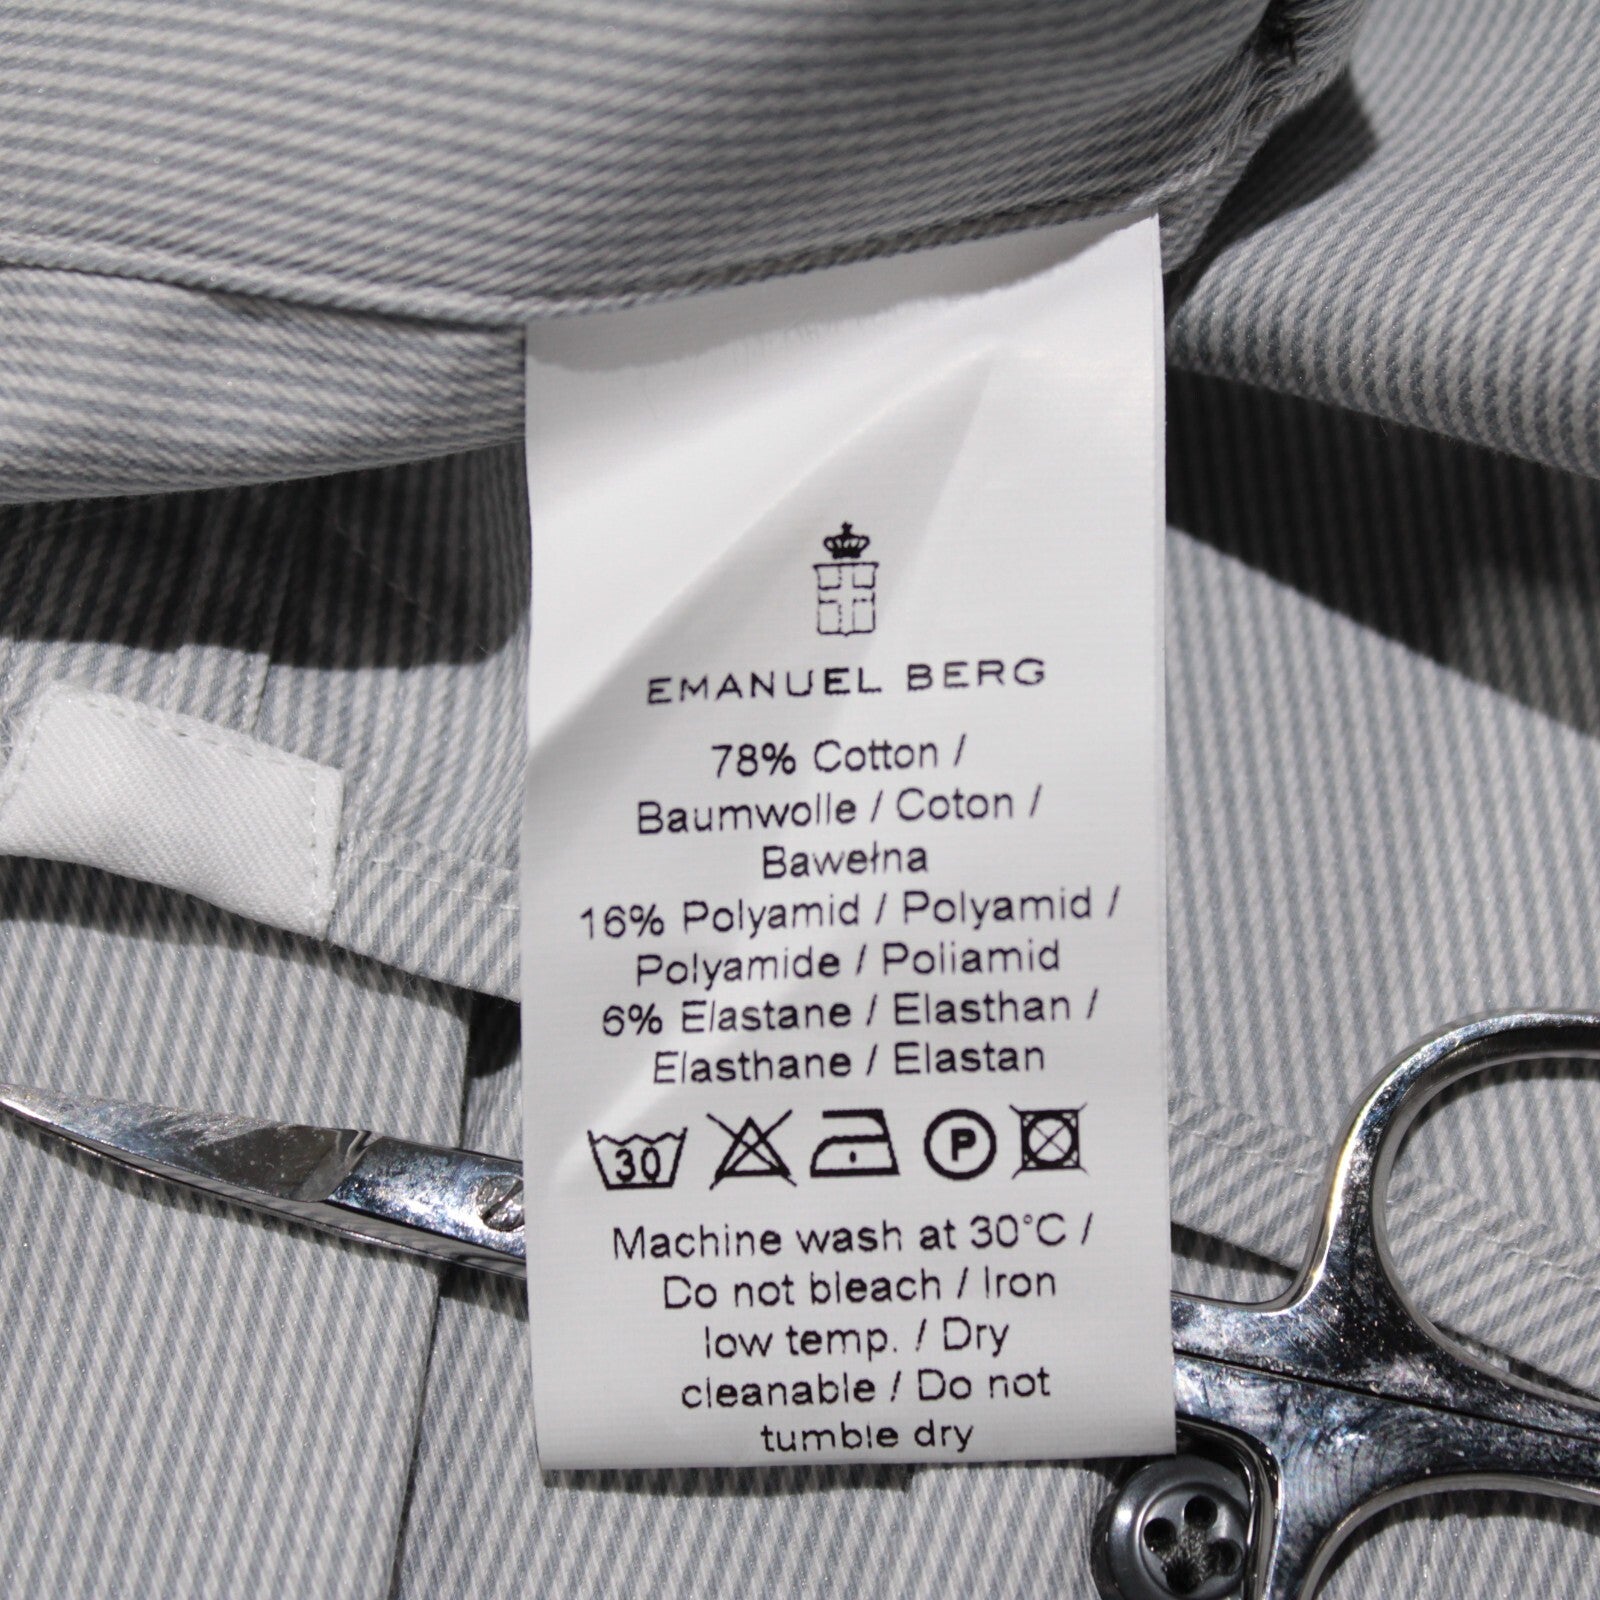 EMANUEL BERG
78% Cotton /
Baumwolle / Coton /
Bawełna
16% Polyamid / Polyamid /
Polyamide / Poliamid
6% Elastane / Elasthan /
Elasthane / Elastan
30 P
Machine wash at 30°C /
Do not bleach / Iron
low temp. / Dry
cleanable / Do not
tumble dry